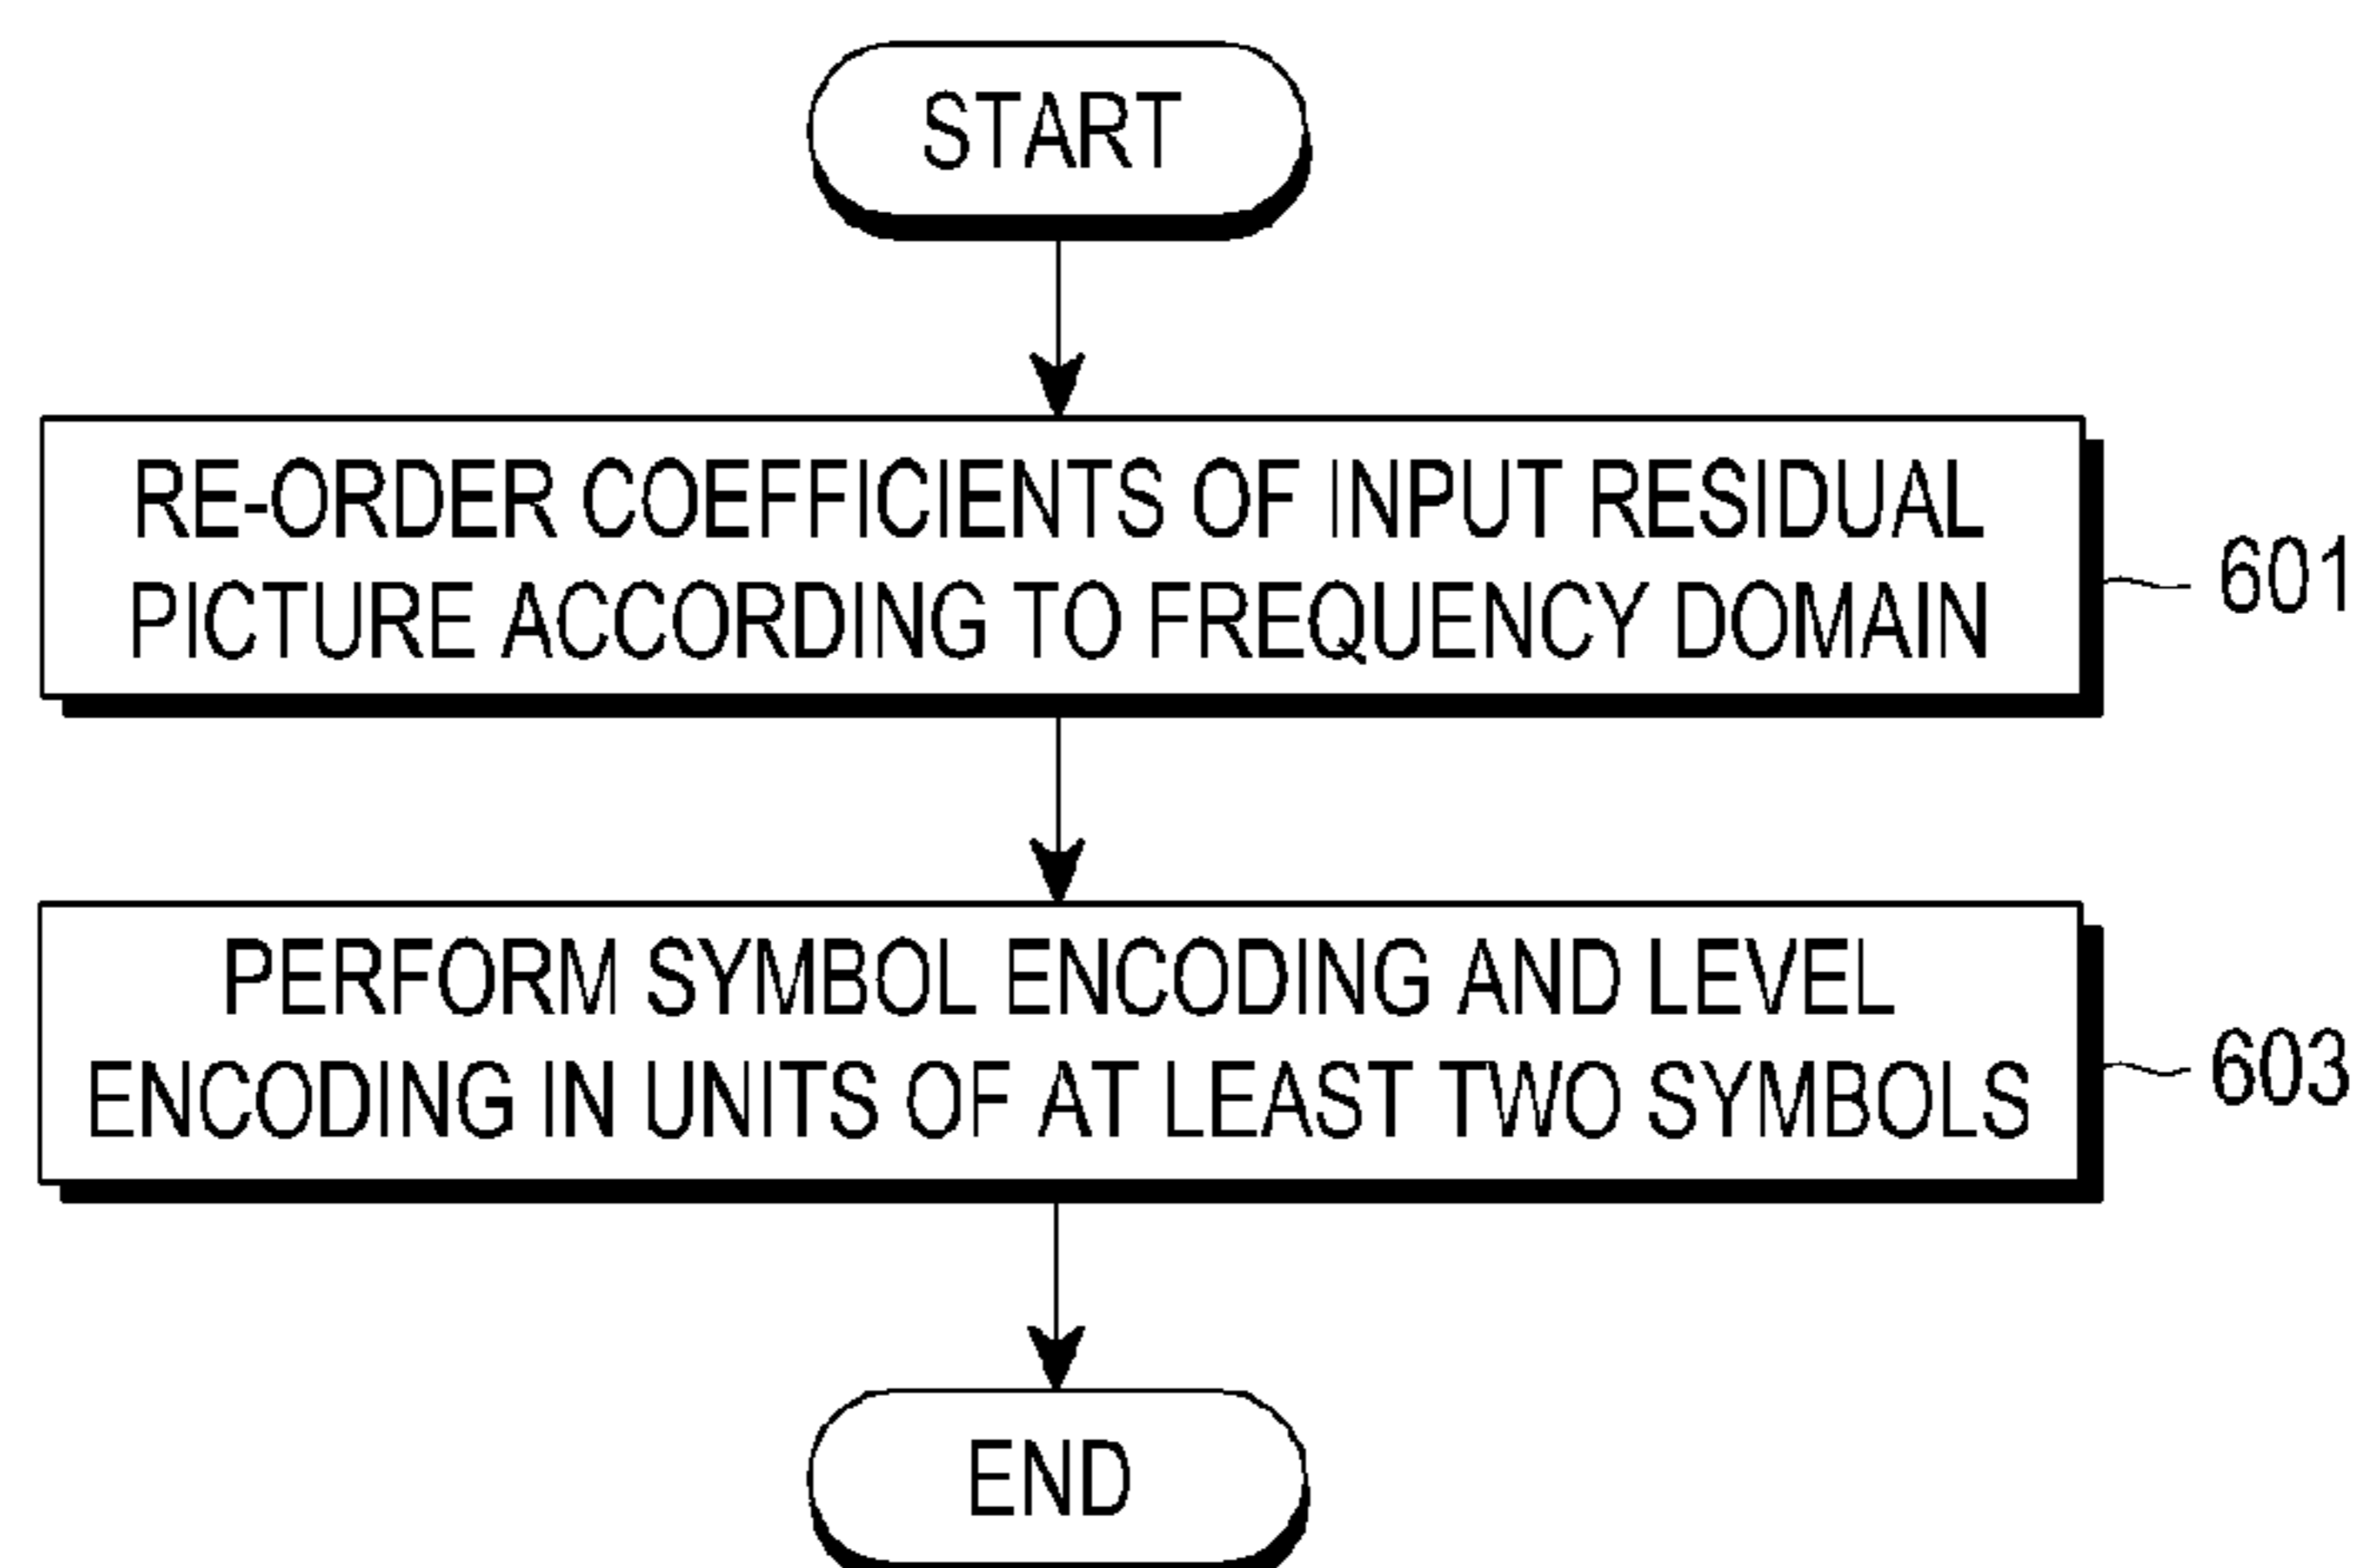 START
RE-ORDER COEFFICIENTS OF INPUT RESIDUAL
PICTURE ACCORDING TO FREQUENCY DOMAIN
601
PERFORM SYMBOL ENCODING AND LEVEL
ENCODING IN UNITS OF AT LEAST TWO SYMBOLS
603
END